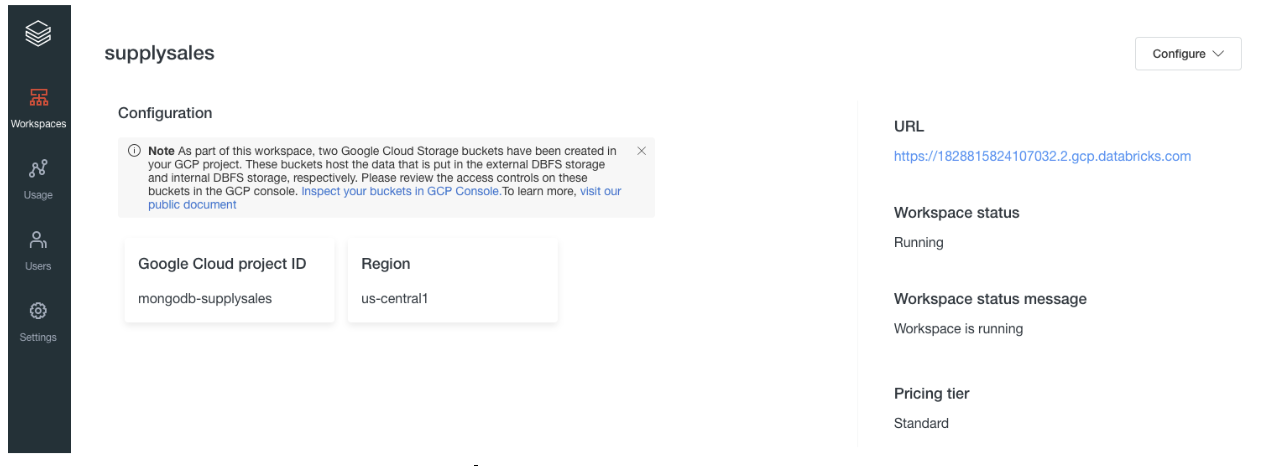 supplysales
Configure
Workspaces
Usage
Users
Settings
Configuration
Note As part of this workspace, two Google Cloud Storage buckets have been created in
your GCP project. These buckets host the data that is put in the external DBFS storage
and internal DBFS storage, respectively. Please review the access controls on these
buckets in the GCP console. Inspect your buckets in GCP Console.To learn more, visit our
public document
Google Cloud project ID
mongodb-supplysales
Region
us-central1
URL
https://1828815824107032.2.gcp.databricks.com
Workspace status
Running
Workspace status message
Workspace is running
Pricing tier
Standard